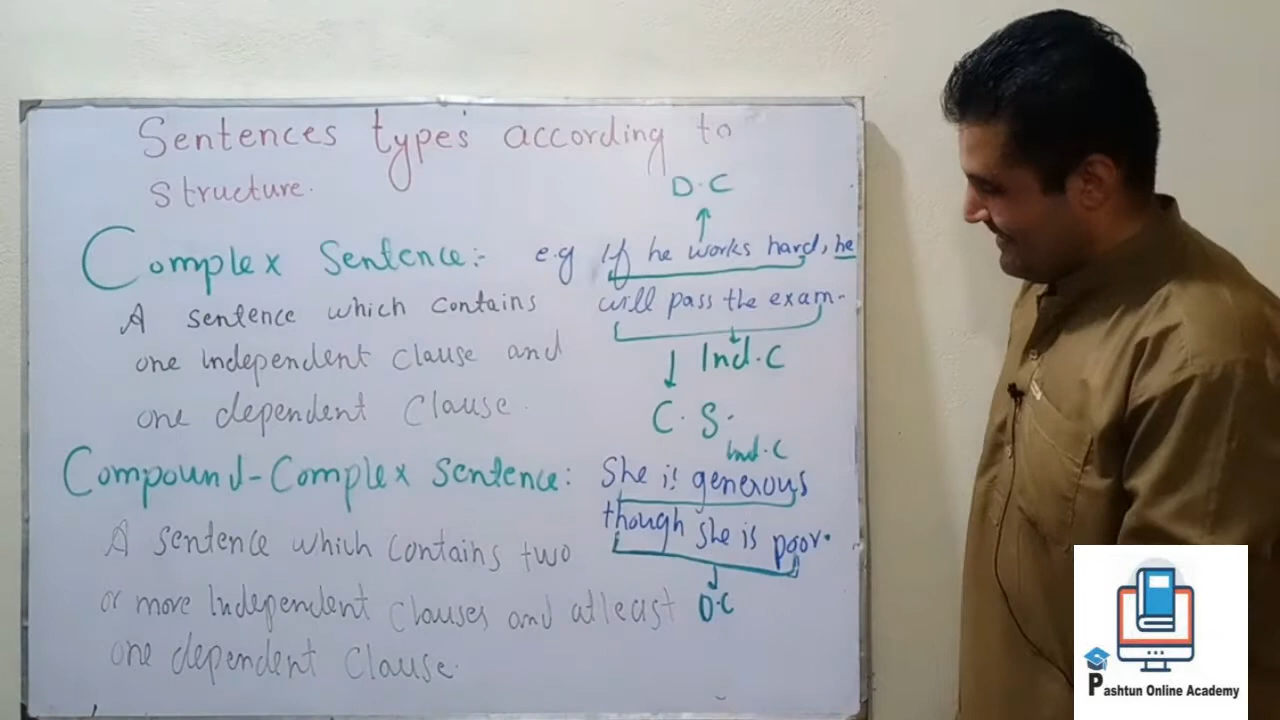 Sentences types according to
structure.
D.C
Complex Sentence:-
e.g If he works hard, he
will pass the exam.
A sentence which contains
one independent Clause and
one dependent Clause.
Ind.C
C.S.
Compound-Complex sentence:
Ind.C
She is generous
though she is poor.
D.C
A sentence which contains two
or more Independent Clauses and atleast
one dependent Clause.
Pashtun Online Academy